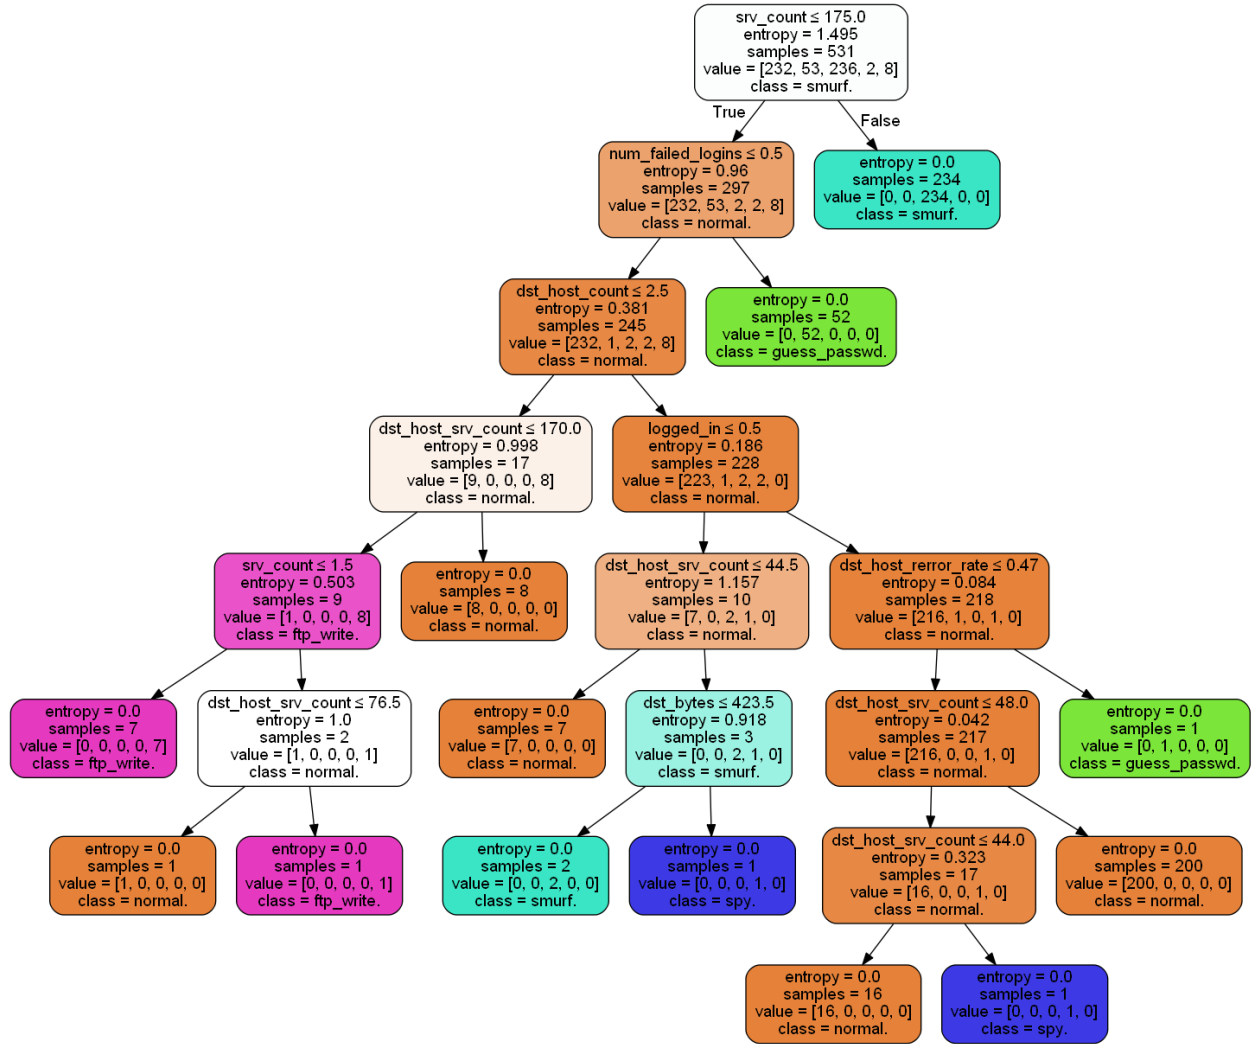 srv_count ≤ 175.0
entropy = 1.495
samples = 531
value = [232, 53, 236, 2, 8]
class = smurf.
True
False
num_failed_logins ≤ 0.5
entropy = 0.96
samples = 297
value = [232, 53, 2, 2, 8]
class = normal.
entropy = 0.0
samples = 234
value = [0, 0, 234, 0, 0]
class = smurf.
dst_host_count ≤ 2.5
entropy = 0.381
samples = 245
value = [232, 1, 2, 2, 8]
class = normal.
entropy = 0.0
samples = 52
value = [0, 52, 0, 0, 0]
class = guess_passwd.
dst_host_srv_count ≤ 170.0
entropy = 0.998
samples = 17
value = [9, 0, 0, 0, 8]
class = normal.
logged_in ≤ 0.5
entropy = 0.186
samples = 228
value = [223, 1, 2, 2, 0]
class = normal.
srv_count ≤ 1.5
entropy = 0.503
samples = 9
value = [1, 0, 0, 0, 8]
class = ftp_write.
entropy = 0.0
samples = 8
value = [8, 0, 0, 0, 0]
class = normal.
dst_host_srv_count ≤ 44.5
entropy = 1.157
samples = 10
value = [7, 0, 2, 1, 0]
class = normal.
dst_host_rerror_rate ≤ 0.47
entropy = 0.084
samples = 218
value = [216, 1, 0, 1, 0]
class = normal.
entropy = 0.0
samples = 7
value = [0, 0, 0, 0, 7]
class = ftp_write.
dst_host_srv_count ≤ 76.5
entropy = 1.0
samples = 2
value = [1, 0, 0, 0, 1]
class = normal.
entropy = 0.0
samples = 7
value = [7, 0, 0, 0, 0]
class = normal.
dst_bytes ≤ 423.5
entropy = 0.918
samples = 3
value = [0, 0, 2, 1, 0]
class = smurf.
dst_host_srv_count ≤ 48.0
entropy = 0.042
samples = 217
value = [216, 0, 0, 1, 0]
class = normal.
entropy = 0.0
samples = 1
value = [0, 1, 0, 0, 0]
class = guess_passwd.
entropy = 0.0
samples = 1
value = [1, 0, 0, 0, 0]
class = normal.
entropy = 0.0
samples = 1
value = [0, 0, 0, 0, 1]
class = ftp_write.
entropy = 0.0
samples = 2
value = [0, 0, 2, 0, 0]
class = smurf.
entropy = 0.0
samples = 1
value = [0, 0, 0, 1, 0]
class = spy.
dst_host_srv_count ≤ 44.0
entropy = 0.323
samples = 17
value = [16, 0, 0, 1, 0]
class = normal.
entropy = 0.0
samples = 200
value = [200, 0, 0, 0, 0]
class = normal.
entropy = 0.0
samples = 16
value = [16, 0, 0, 0, 0]
class = normal.
entropy = 0.0
samples = 1
value = [0, 0, 0, 1, 0]
class = spy.